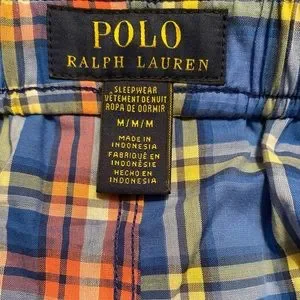 POLO
RALPH LAUREN
SLEEPWEAR
VÊTEMENT DE NUIT
ROPA DE DORMIR
M/M/M
MADE IN
INDONESIA
FABRIQUÉ EN
INDONÉSIE
HECHO EN
INDONESIA